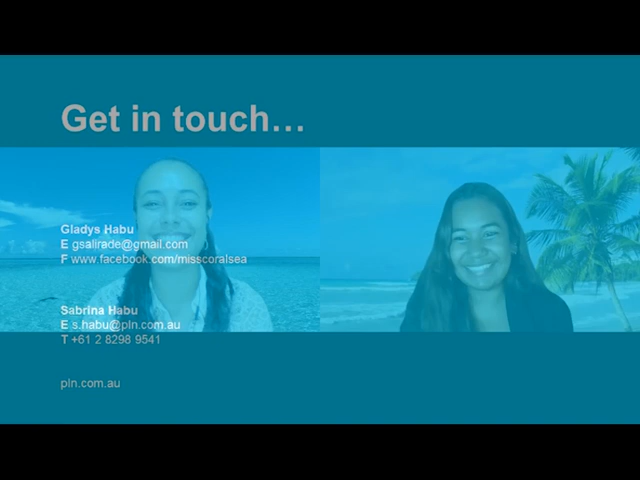 Get in touch…
Gladys Habu
E gsalirade@gmail.com
F www.facebook.com/misscoralsea
Sabrina Habu
E s.habu@pln.com.au
T +61 2 8298 9541
pln.com.au